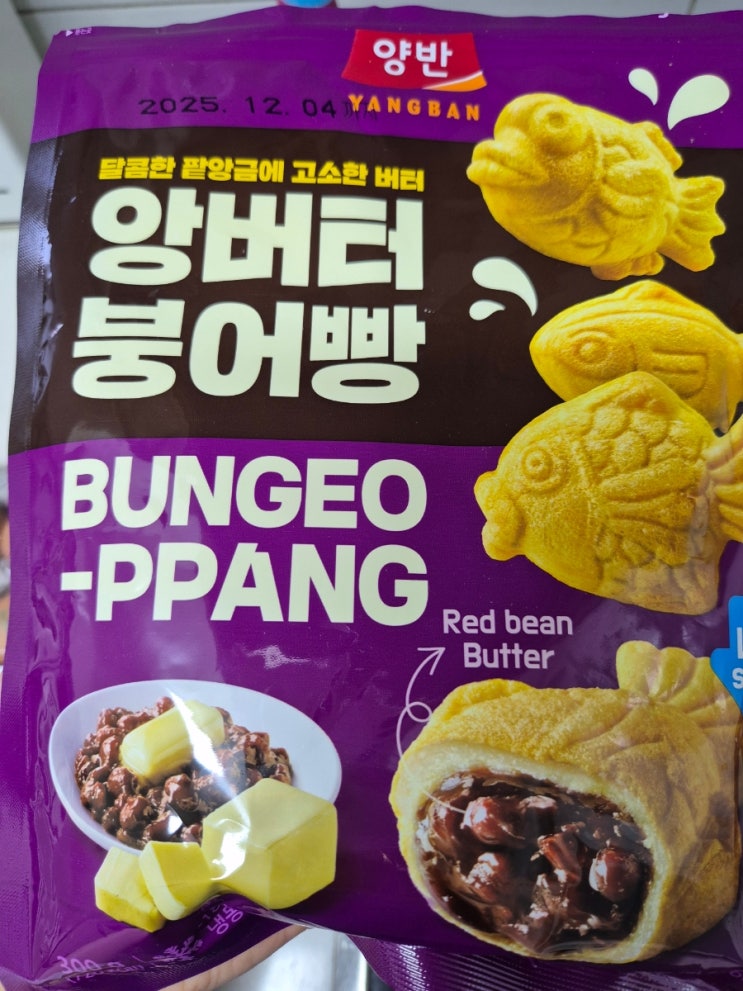 양반
2025. 12. 04
YANGBAN
달콤한 팥앙금에 고소한 버터
앙버터
붕어빵
BUNGEO
-PPANG
Red bean
Butter